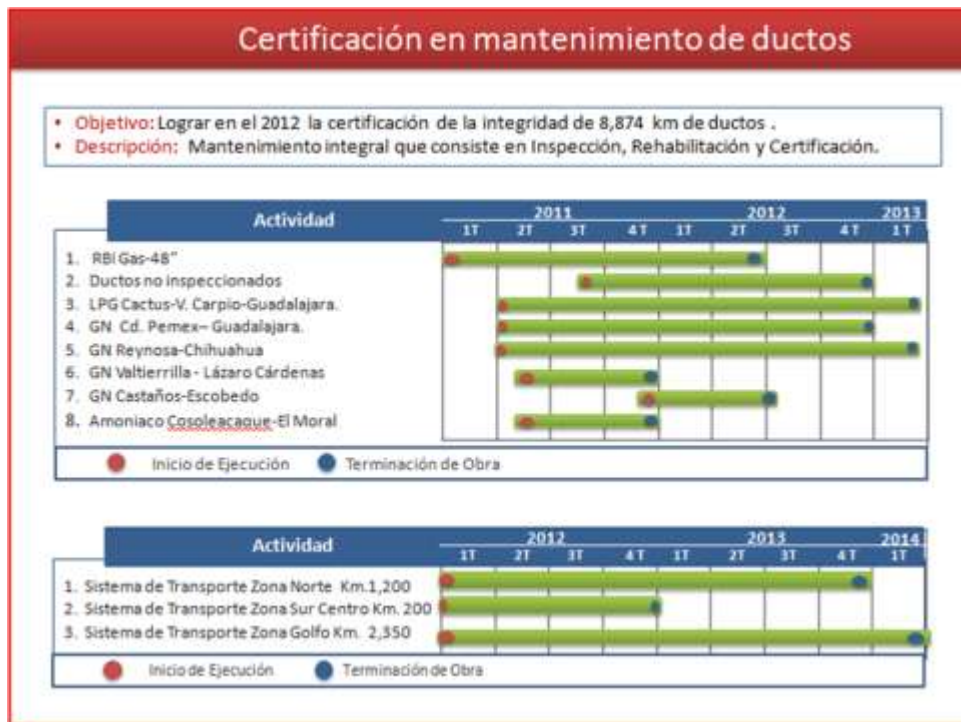 Certificación en mantenimiento de ductos
• Objetivo: Lograr en el 2012 la certificación de la integridad de 8,874 km de ductos .
• Descripción: Mantenimiento integral que consiste en Inspección, Rehabilitación y Certificación.
Actividad 2011 2012 2013
1T 2T 3T 4T 1T 2T 3T 4T 1T
1. RBI Gas-48”
2. Ductos no inspeccionados
3. LPG Cactus-V. Carpio-Guadalajara.
4. GN Cd. Pemex– Guadalajara.
5. GN Reynosa-Chihuahua
6. GN Valtierrilla - Lázaro Cárdenas
7. GN Castaños-Escobedo
8. Amoniaco Cosoleacaque-El Moral
Inicio de Ejecución Terminación de Obra
Actividad 2012 2013 2014
1T 2T 3T 4T 1T 2T 3T 4T 1T
1. Sistema de Transporte Zona Norte Km.1,200
2. Sistema de Transporte Zona Sur Centro Km. 200
3. Sistema de Transporte Zona Golfo Km. 2,350
Inicio de Ejecución Terminación de Obra